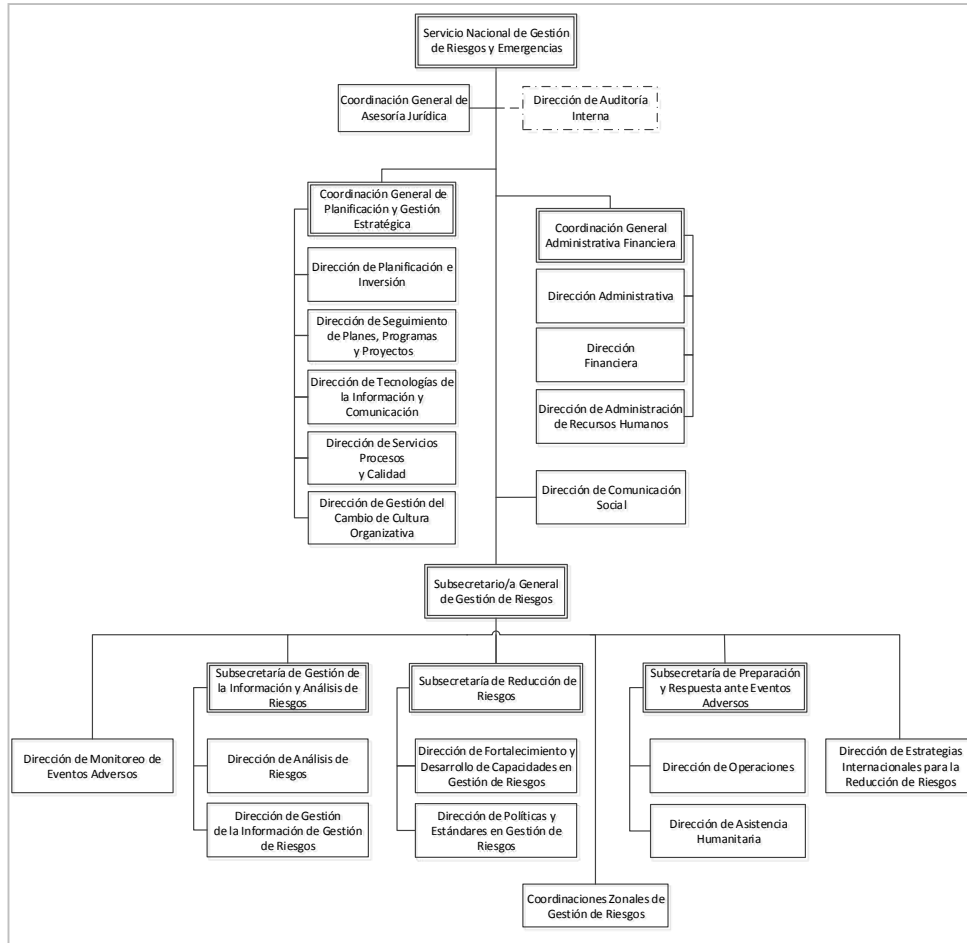 Servicio Nacional de Gestión
de Riesgos y Emergencias
Coordinación General de
Asesoría Jurídica
Dirección de Auditoría
Interna
Coordinación General de
Planificación y Gestión
Estratégica
Dirección de Planificación e
Inversión
Dirección de Seguimiento
de Planes, Programas
y Proyectos
Dirección de Tecnologías de
la Información y
Comunicación
Dirección de Servicios
Procesos
y Calidad
Dirección de Gestión del
Cambio de Cultura
Organizativa
Coordinación General
Administrativa Financiera
Dirección Administrativa
Dirección
Financiera
Dirección de Administración
de Recursos Humanos
Dirección de Comunicación
Social
Subsecretario/a General
de Gestión de Riesgos
Dirección de Monitoreo de
Eventos Adversos
Subsecretaría de Gestión de
la Información y Análisis de
Riesgos
Dirección de Análisis de
Riesgos
Dirección de Gestión
de la Información de Gestión
de Riesgos
Subsecretaría de Reducción de
Riesgos
Dirección de Fortalecimiento y
Desarrollo de Capacidades en
Gestión de Riesgos
Dirección de Políticas y
Estándares en Gestión de
Riesgos
Subsecretaría de Preparación
y Respuesta ante Eventos
Adversos
Dirección de Operaciones
Dirección de Asistencia
Humanitaria
Dirección de Estrategias
Internacionales para la
Reducción de Riesgos
Coordinaciones Zonales de
Gestión de Riesgos